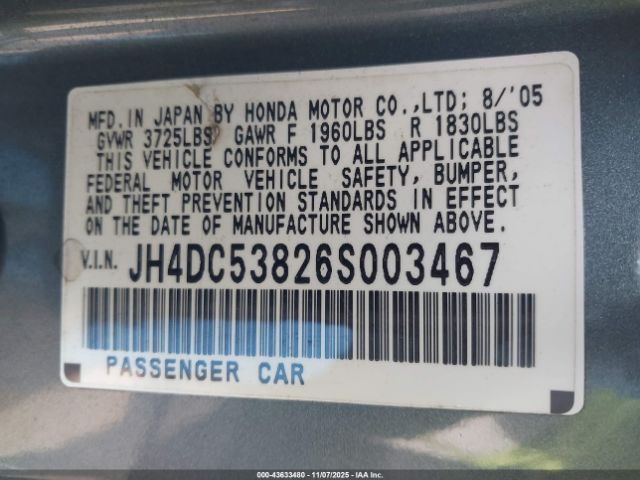 MFD.IN JAPAN BY HONDA MOTOR CO.,LTD; 8/'05
GVWR 3725LBS GAWR F 1960LBS R 1830LBS
THIS VEHICLE CONFORMS TO ALL APPLICABLE
FEDERAL MOTOR VEHICLE SAFETY, BUMPER,
AND THEFT PREVENTION STANDARDS IN EFFECT
ON THE DATE OF MANUFACTURE SHOWN ABOVE.
V.I.N. JH4DC53826S003467
PASSENGER CAR
000-43633480 - 11/07/2025 - IAA Inc.